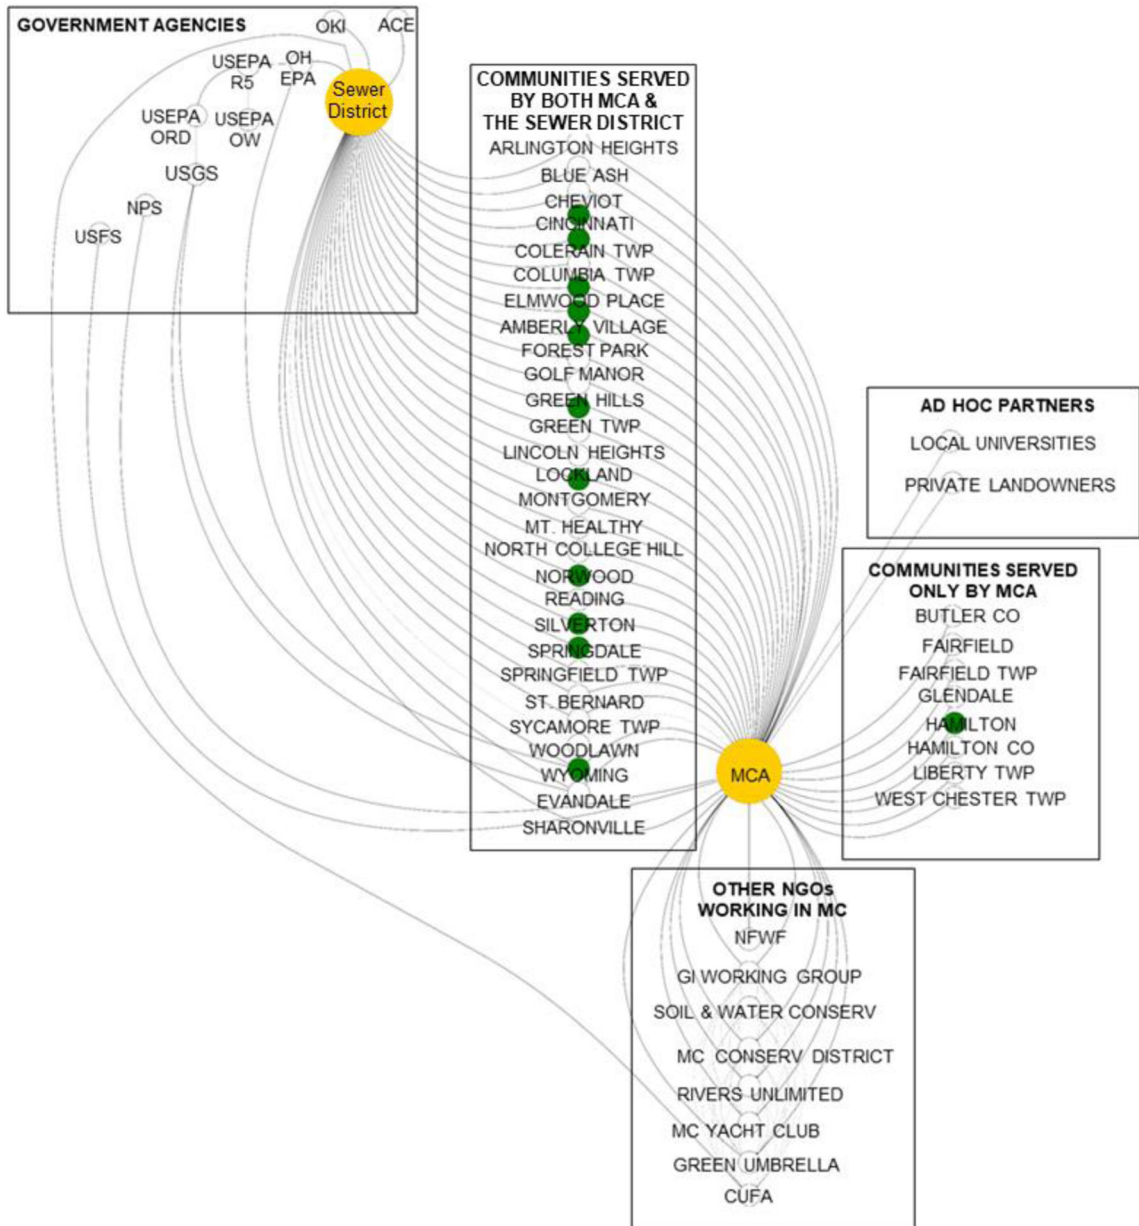 GOVERNMENT AGENCIES
OKI
ACE
USEPA
R5
OH
EPA
Sewer
District
USEPA
ORD
USEPA
OW
USGS
NPS
USFS
COMMUNITIES SERVED
BY BOTH MCA &
THE SEWER DISTRICT
ARLINGTON HEIGHTS
BLUE ASH
CHEVIOT
CINCINNATI
COLERAIN TWP
COLUMBIA TWP
ELMWOOD PLACE
AMBERLY VILLAGE
FOREST PARK
GOLF MANOR
GREEN HILLS
GREEN TWP
LINCOLN HEIGHTS
LOCKLAND
MONTGOMERY
MT. HEALTHY
NORTH COLLEGE HILL
NORWOOD
READING
SILVERTON
SPRINGDALE
SPRINGFIELD TWP
ST. BERNARD
SYCAMORE TWP
WOODLAWN
WYOMING
EVANDALE
SHARONVILLE
AD HOC PARTNERS
LOCAL UNIVERSITIES
PRIVATE LANDOWNERS
COMMUNITIES SERVED
ONLY BY MCA
BUTLER CO
FAIRFIELD
FAIRFIELD TWP
GLENDALE
HAMILTON
HAMILTON CO
LIBERTY TWP
WEST CHESTER TWP
MCA
OTHER NGOs
WORKING IN MC
NFWF
GI WORKING GROUP
SOIL & WATER CONSERV
MC CONSERV DISTRICT
RIVERS UNLIMITED
MC YACHT CLUB
GREEN UMBRELLA
CUFA